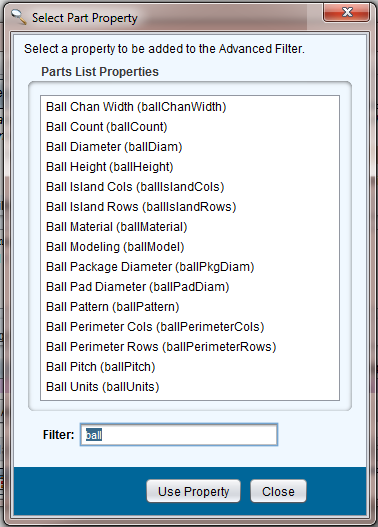 Select Part Property
Select a property to be added to the Advanced Filter.
Parts List Properties
Ball Chan Width (ballChanWidth)
Ball Count (ballCount)
Ball Diameter (ballDiam)
Ball Height (ballHeight)
Ball Island Cols (ballIslandCols)
Ball Island Rows (ballIslandRows)
Ball Material (ballMaterial)
Ball Modeling (ballModel)
Ball Package Diameter (ballPkgDiam)
Ball Pad Diameter (ballPadDiam)
Ball Pattern (ballPattern)
Ball Perimeter Cols (ballPerimeterCols)
Ball Perimeter Rows (ballPerimeterRows)
Ball Pitch (ballPitch)
Ball Units (ballUnits)
Filter: ball
Use Property Close